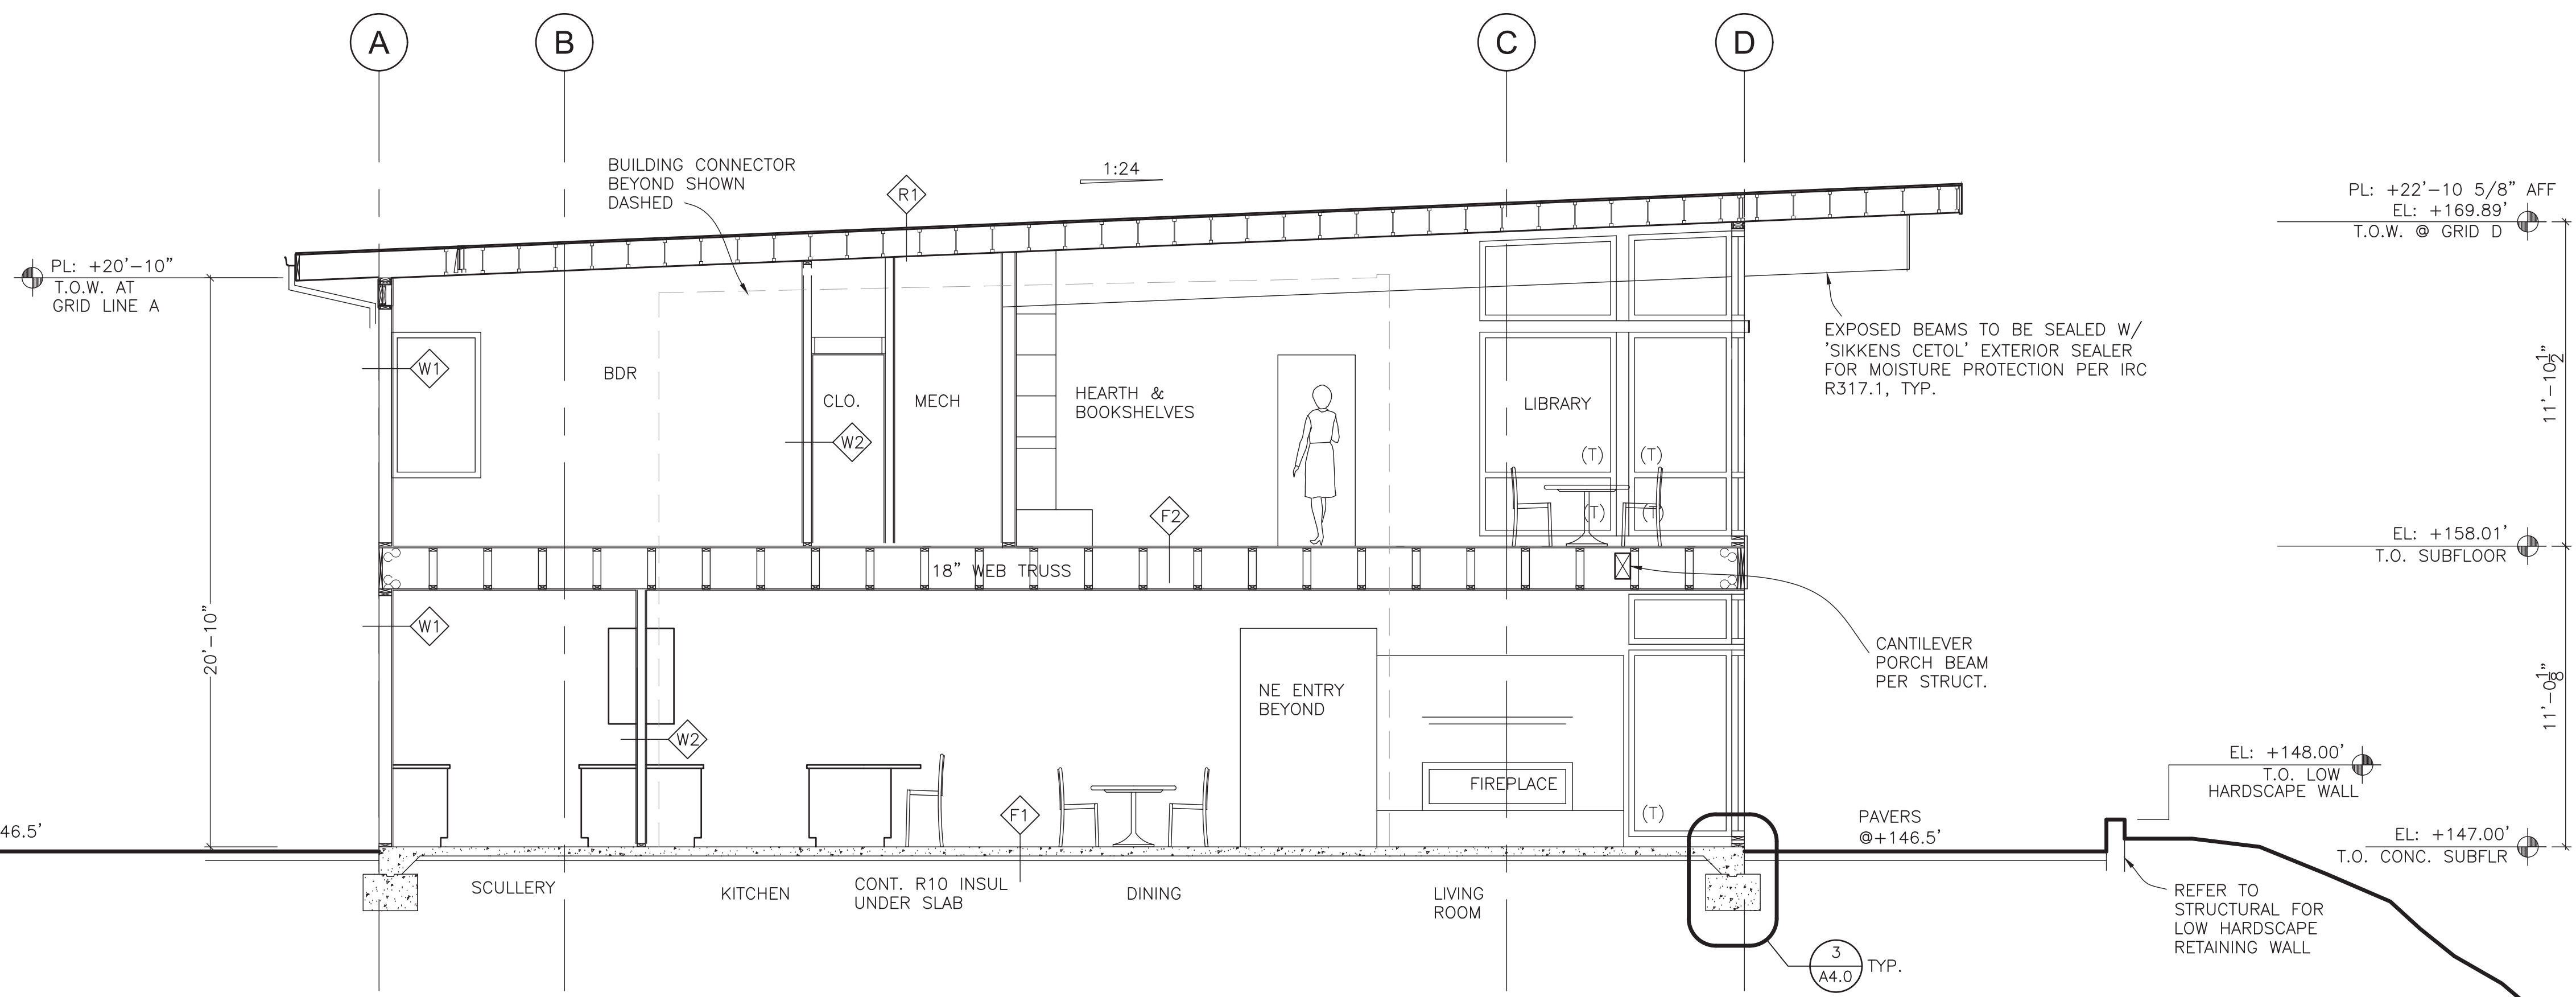 A
B
C
D
BUILDING CONNECTOR
BEYOND SHOWN
DASHED
R1
1:24
PL: +22'-10 5/8" AFF
EL: +169.89'
T.O.W. @ GRID D
PL: +20'-10"
T.O.W. AT
GRID LINE A
EXPOSED BEAMS TO BE SEALED W/
'SIKKENS CETOL' EXTERIOR SEALER
FOR MOISTURE PROTECTION PER IRC
R317.1, TYP.
11'-10 1/2"
W1
BDR
CLO.
MECH
HEARTH &
BOOKSHELVES
LIBRARY
W2
(T)
(T)
(T)
(T)
F2
EL: +158.01'
T.O. SUBFLOOR
18" WEB TRUSS
W1
20'-10"
CANTILEVER
PORCH BEAM
PER STRUCT.
11'-0 1/8"
NE ENTRY
BEYOND
W2
FIREPLACE
(T)
F1
EL: +148.00'
T.O. LOW
HARDSCAPE WALL
46.5'
PAVERS
@+146.5'
EL: +147.00'
T.O. CONC. SUBFLR
SCULLERY
KITCHEN
CONT. R10 INSUL
UNDER SLAB
DINING
LIVING
ROOM
REFER TO
STRUCTURAL FOR
LOW HARDSCAPE
RETAINING WALL
3
A4.0
TYP.